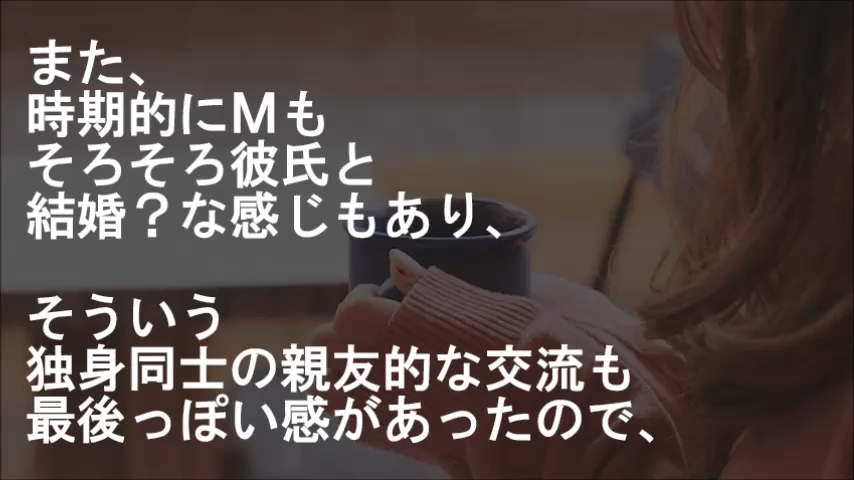 また、
時期的にＭも
そろそろ彼氏と
結婚？な感じもあり、
そういう
独身同士の親友的な交流も
最後っぽい感があったので、